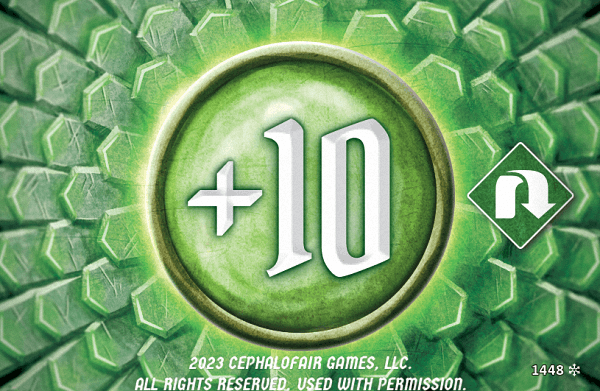 +10
1448 ✻
2023 CEPHALOFAIR GAMES, LLC.
ALL RIGHTS RESERVED. USED WITH PERMISSION.